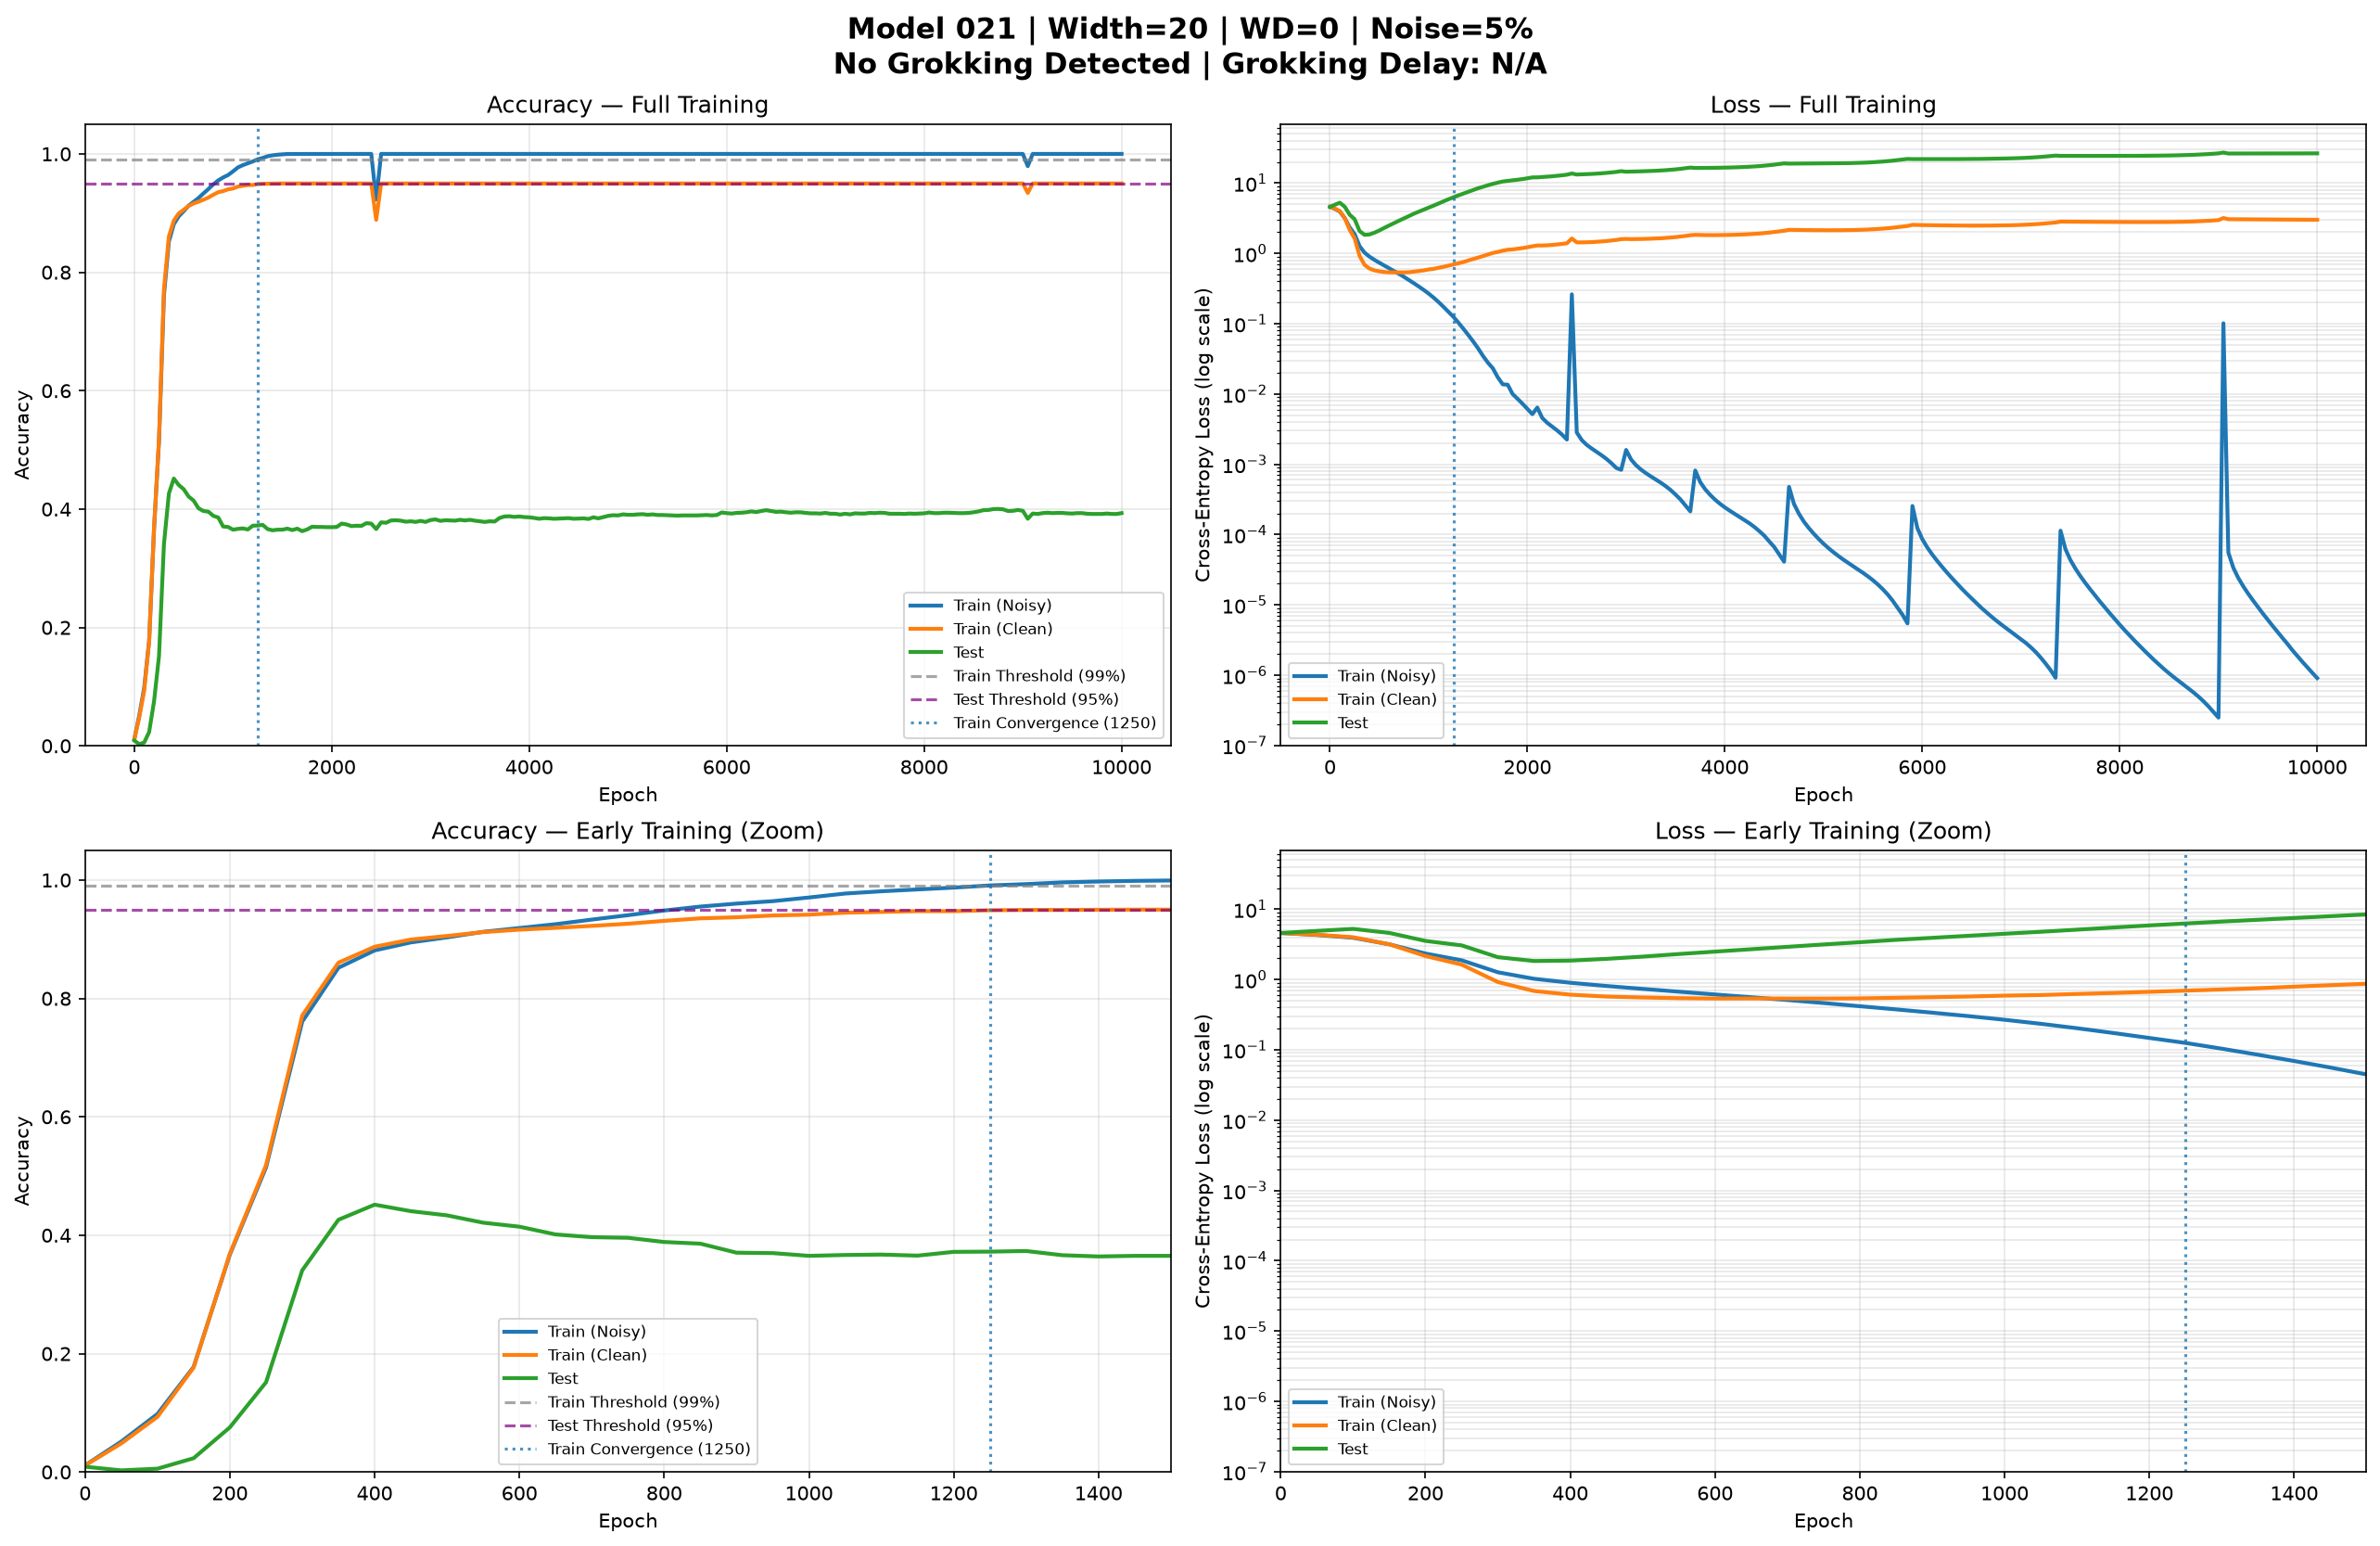 Model 021 | Width=20 | WD=0 | Noise=5%
No Grokking Detected | Grokking Delay: N/A
Accuracy — Full Training
Accuracy
1.0
0.8
0.6
0.4
0.2
0.0
0 2000 4000 6000 8000 10000
Epoch
Train (Noisy)
Train (Clean)
Test
Train Threshold (99%)
Test Threshold (95%)
Train Convergence (1250)
Loss — Full Training
Cross-Entropy Loss (log scale)
10¹
10⁰
10⁻¹
10⁻²
10⁻³
10⁻⁴
10⁻⁵
10⁻⁶
10⁻⁷
0 2000 4000 6000 8000 10000
Epoch
Train (Noisy)
Train (Clean)
Test
Accuracy — Early Training (Zoom)
Accuracy
1.0
0.8
0.6
0.4
0.2
0.0
0 200 400 600 800 1000 1200 1400
Epoch
Train (Noisy)
Train (Clean)
Test
Train Threshold (99%)
Test Threshold (95%)
Train Convergence (1250)
Loss — Early Training (Zoom)
Cross-Entropy Loss (log scale)
10¹
10⁰
10⁻¹
10⁻²
10⁻³
10⁻⁴
10⁻⁵
10⁻⁶
10⁻⁷
0 200 400 600 800 1000 1200 1400
Epoch
Train (Noisy)
Train (Clean)
Test